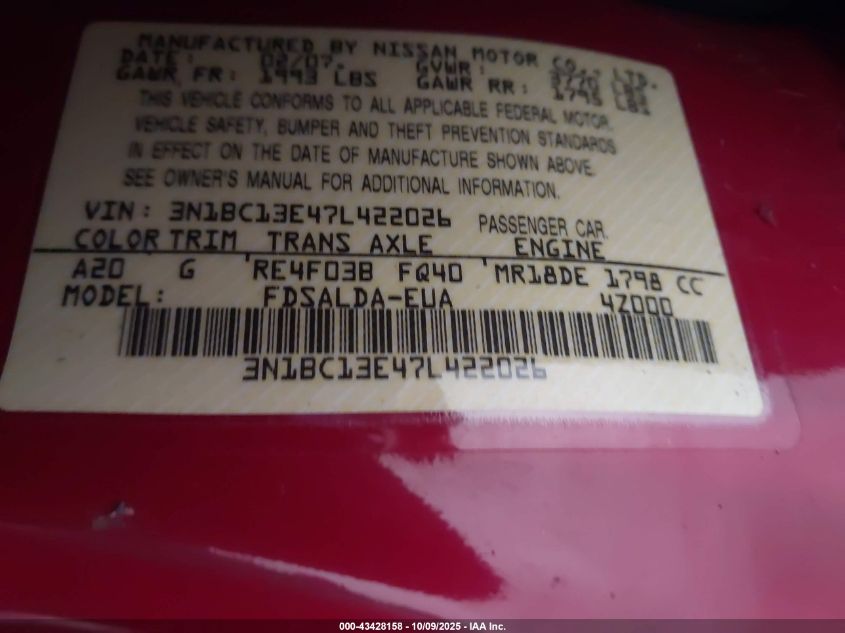 MANUFACTURED BY NISSAN MOTOR CO., LTD.
DATE: 02/07. GVWR:
GAWR FR: 1993 LBS GAWR RR: 1745 LBS
THIS VEHICLE CONFORMS TO ALL APPLICABLE FEDERAL MOTOR
VEHICLE SAFETY, BUMPER AND THEFT PREVENTION STANDARDS
IN EFFECT ON THE DATE OF MANUFACTURE SHOWN ABOVE.
SEE OWNER'S MANUAL FOR ADDITIONAL INFORMATION.
VIN: 3N1BC13E47L422026 PASSENGER CAR.
COLOR TRIM TRANS AXLE ENGINE
A20 G 'RE4F03B FQ40 'MR18DE 1798 CC
MODEL: FDSALDA-EUA 4Z000
3N1BC13E47L422026
000-43428158 - 10/09/2025 - IAA Inc.